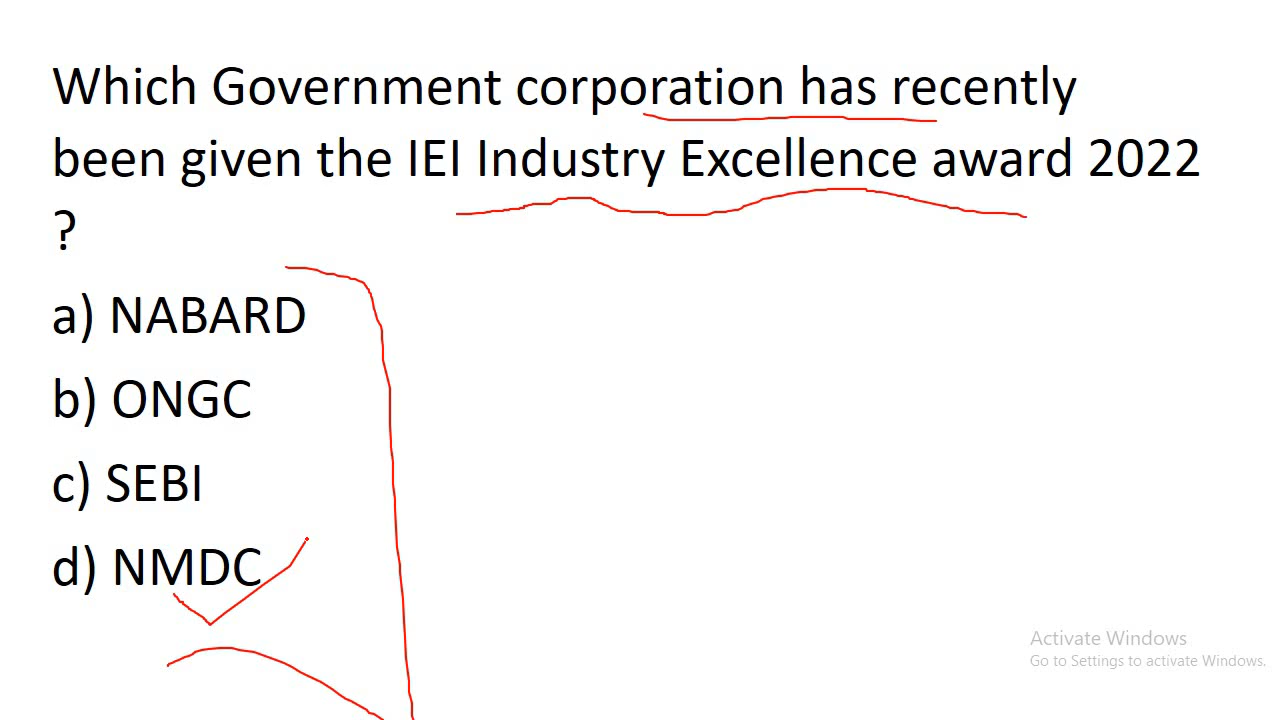 Which Government corporation has recently
been given the IEI Industry Excellence award 2022
?
a) NABARD
b) ONGC
c) SEBI
d) NMDC
Activate Windows
Go to Settings to activate Windows.